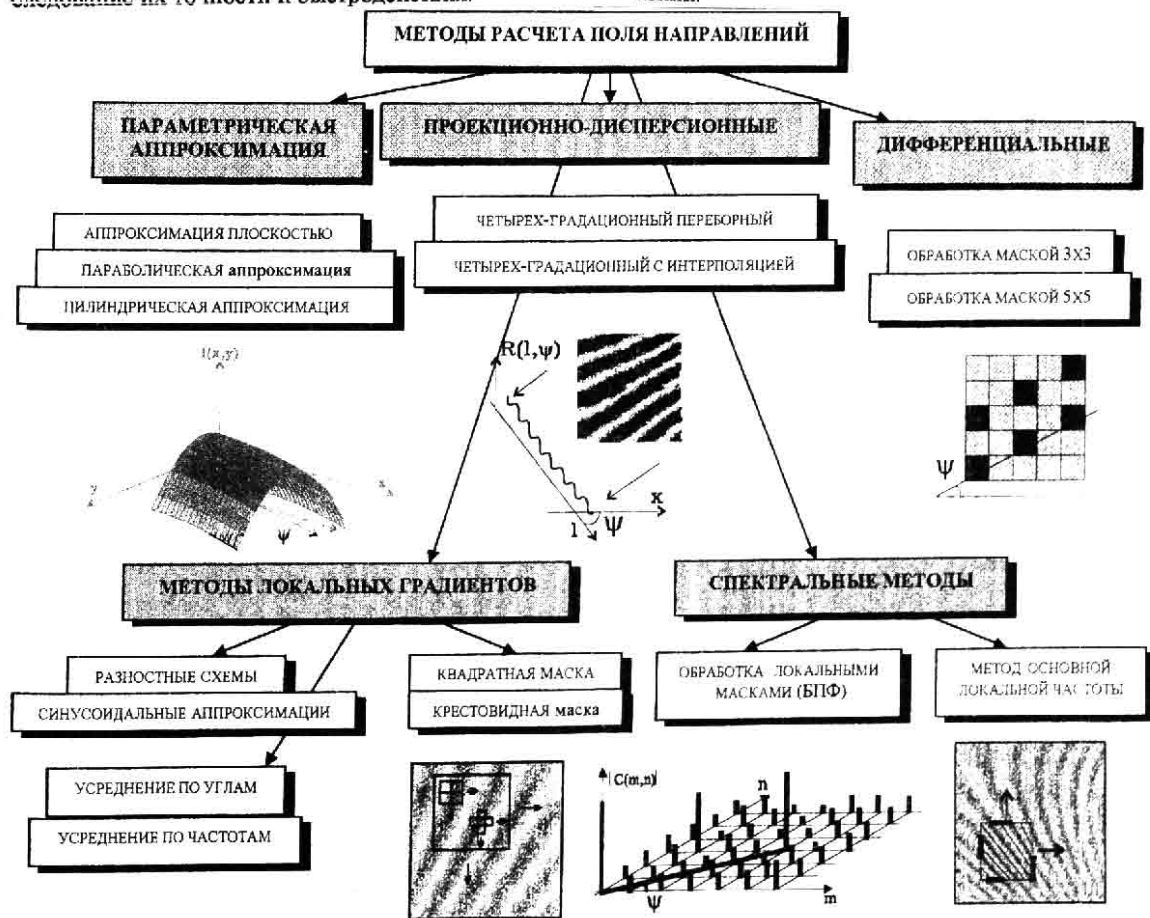 МЕТОДЫ РАСЧЕТА ПОЛЯ НАПРАВЛЕНИЙ
ПАРАМЕТРИЧЕСКАЯ
АППРОКСИМАЦИЯ
ПРОЕКЦИОННО-ДИСПЕРСИОННЫЕ
ДИФФЕРЕНЦИАЛЬНЫЕ
АППРОКСИМАЦИЯ ПЛОСКОСТЬЮ
ПАРАБОЛИЧЕСКАЯ аппроксимация
ЦИЛИНДРИЧЕСКАЯ АППРОКСИМАЦИЯ
ЧЕТЫРЕХ-ГРАДАЦИОННЫЙ ПЕРЕБОРНЫЙ
ЧЕТЫРЕХ-ГРАДАЦИОННЫЙ С ИНТЕРПОЛЯЦИЕЙ
ОБРАБОТКА МАСКОЙ 3X3
ОБРАБОТКА МАСКОЙ 5X5
I(x,y)
y
x
ψ
R(l,ψ)
x
l
ψ
ψ
МЕТОДЫ ЛОКАЛЬНЫХ ГРАДИЕНТОВ
СПЕКТРАЛЬНЫЕ МЕТОДЫ
РАЗНОСТНЫЕ СХЕМЫ
СИНУСОИДАЛЬНЫЕ АППРОКСИМАЦИИ
КВАДРАТНАЯ МАСКА
КРЕСТОВИДНАЯ маска
ОБРАБОТКА ЛОКАЛЬНЫМИ
МАСКАМИ (БПФ)
МЕТОД ОСНОВНОЙ
ЛОКАЛЬНОЙ ЧАСТОТЫ
УСРЕДНЕНИЕ ПО УГЛАМ
УСРЕДНЕНИЕ ПО ЧАСТОТАМ
|C(m,n)|
n
m
ψ